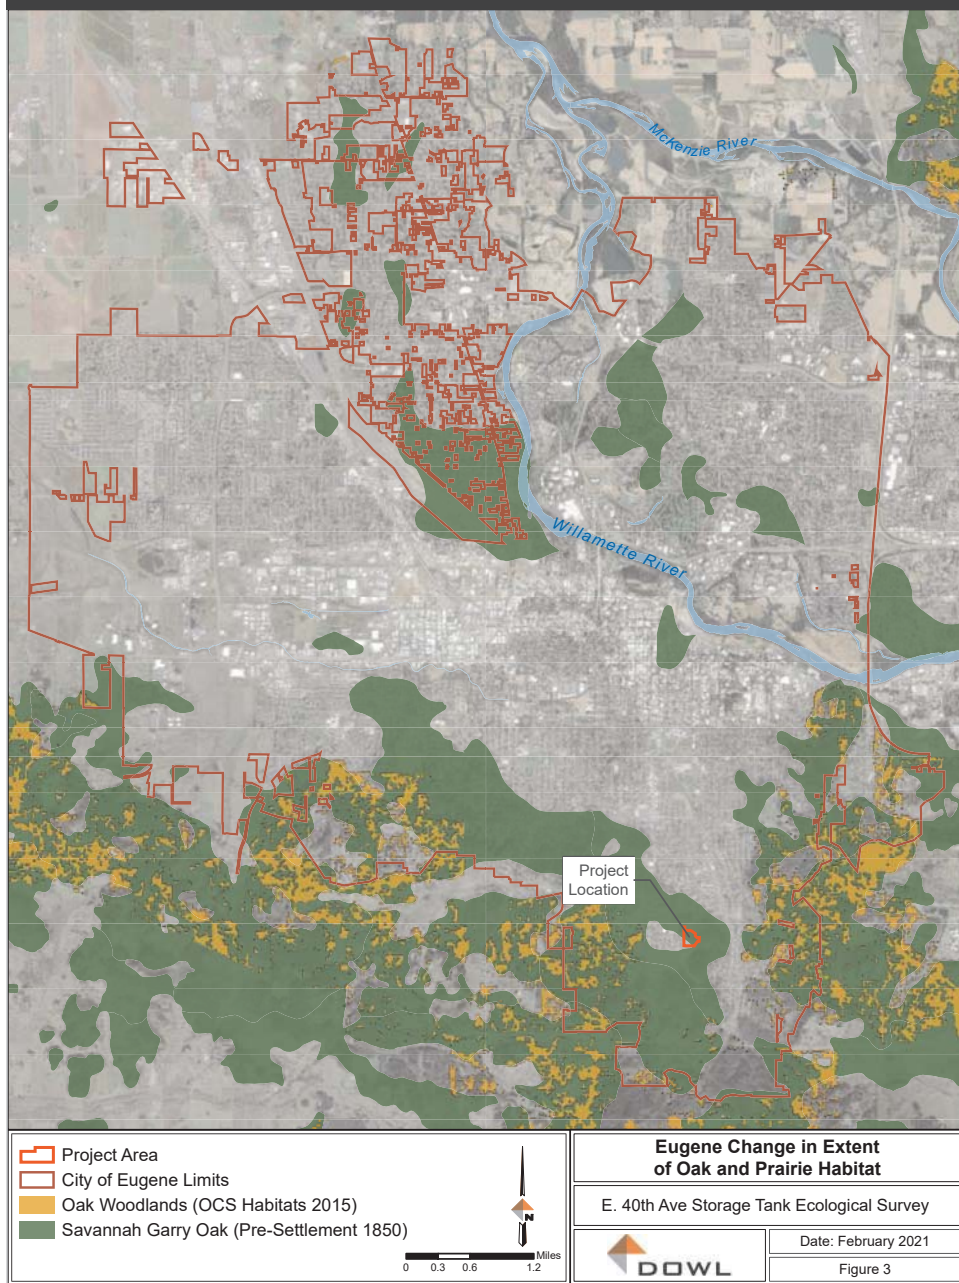 McKenzie River
Willamette River
Project
Location
Project Area
City of Eugene Limits
Oak Woodlands (OCS Habitats 2015)
Savannah Garry Oak (Pre-Settlement 1850)
N
Miles
0 0.3 0.6 1.2
Eugene Change in Extent
of Oak and Prairie Habitat
E. 40th Ave Storage Tank Ecological Survey
DOWL
Date: February 2021
Figure 3